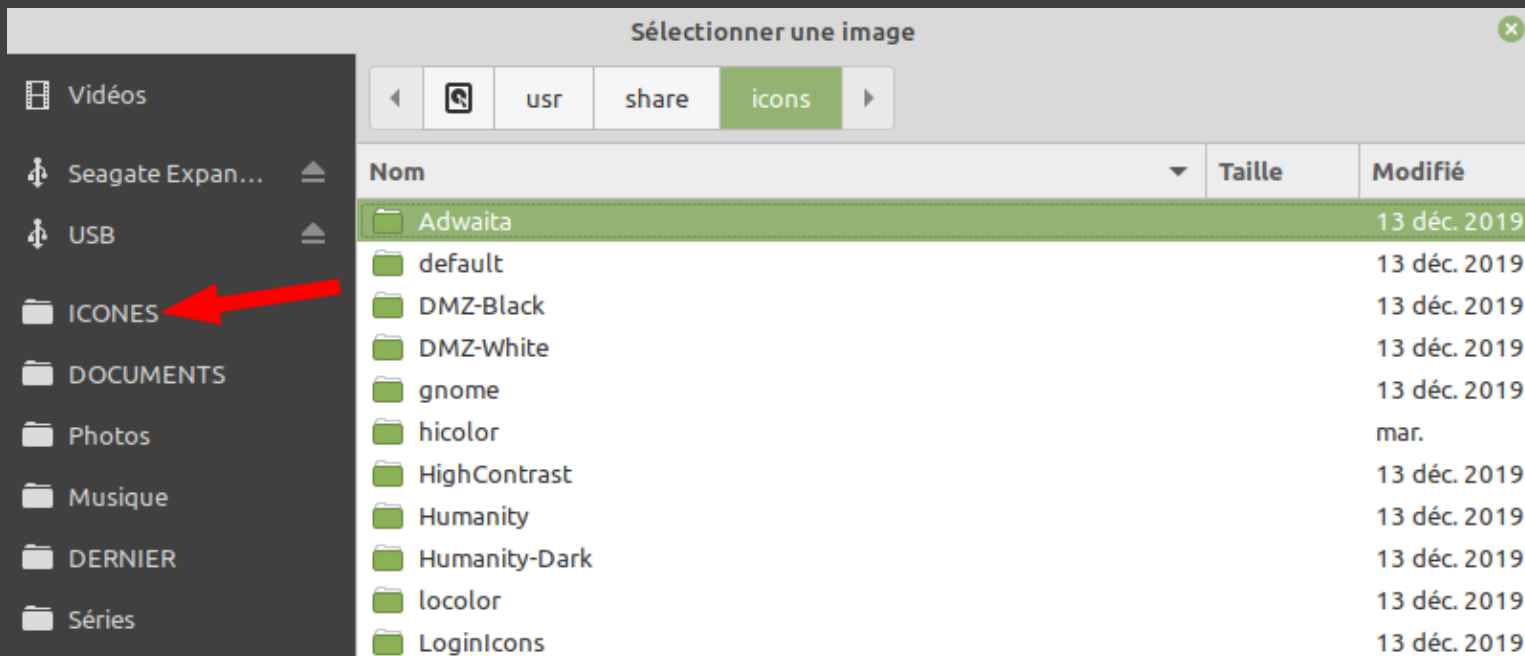 Sélectionner une image
Vidéos
Seagate Expan...
USB
ICONES
DOCUMENTS
Photos
Musique
DERNIER
Séries
usr share icons
Nom Taille Modifié
Adwaita 13 déc. 2019
default 13 déc. 2019
DMZ-Black 13 déc. 2019
DMZ-White 13 déc. 2019
gnome 13 déc. 2019
hicolor mar.
HighContrast 13 déc. 2019
Humanity 13 déc. 2019
Humanity-Dark 13 déc. 2019
locolor 13 déc. 2019
LoginIcons 13 déc. 2019